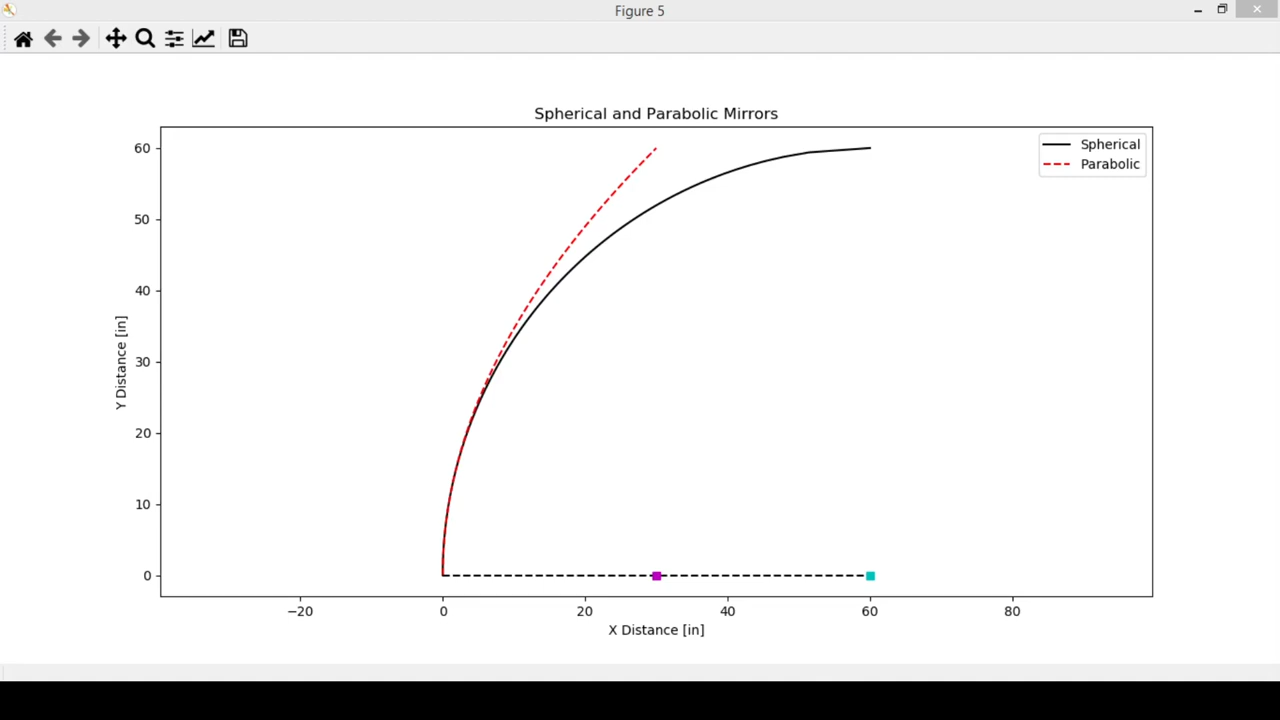 Figure 5
Spherical and Parabolic Mirrors
Spherical
Parabolic
60
50
40
30
20
10
0
Y Distance [in]
−20
0
20
40
60
80
X Distance [in]